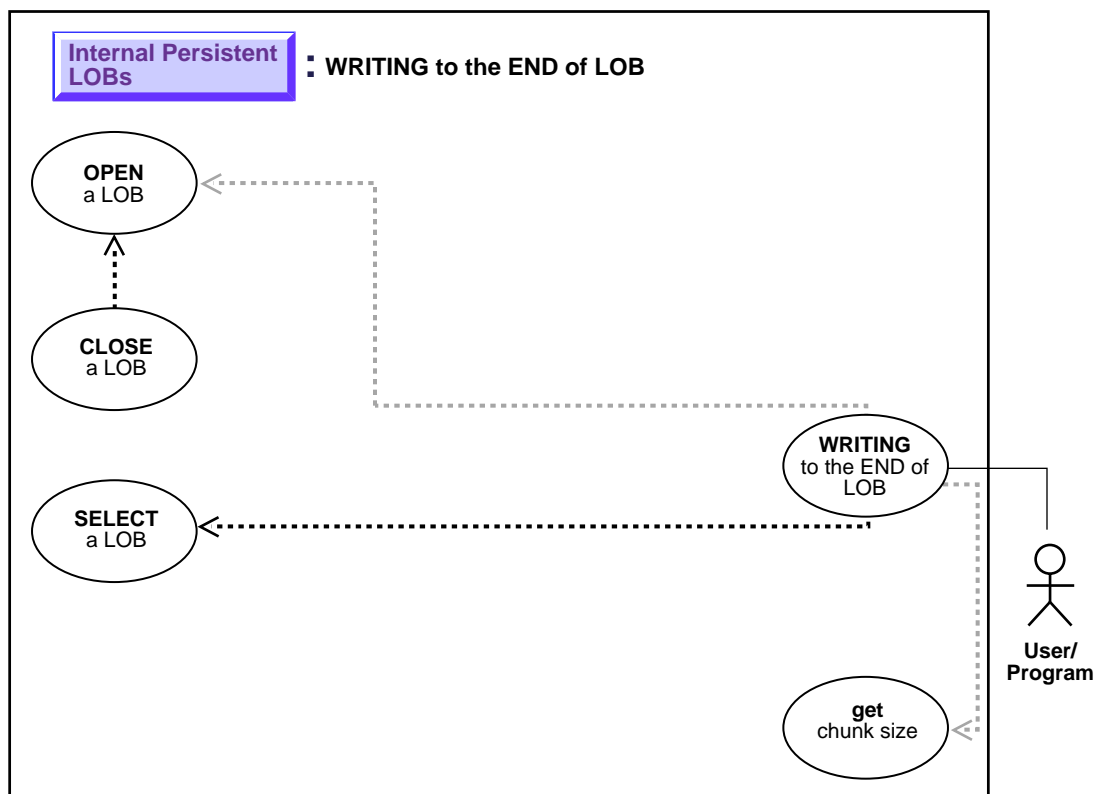 Internal Persistent
LOBs
: WRITING to the END of LOB
OPEN
a LOB
CLOSE
a LOB
WRITING
to the END of
LOB
SELECT
a LOB
User/
Program
get
chunk size